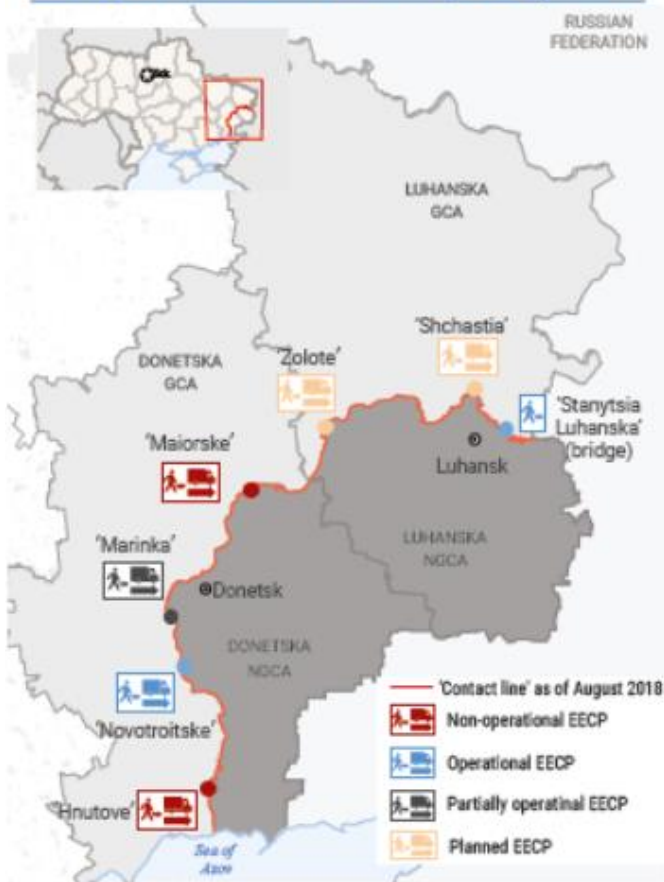 RUSSIAN
FEDERATION
LUHANSKA
GCA
'Shchastia'
'Zolote'
DONETSKA
GCA
'Stanytsia
Luhanska'
(bridge)
'Maiorske'
Luhansk
LUHANSKA
NGCA
'Marinka'
Donetsk
DONETSKA
NGCA
'Novotroitske'
'Hnutove'
Sea of
Azov
'Contact line' as of August 2018
Non-operational EECP
Operational EECP
Partially operatinal EECP
Planned EECP